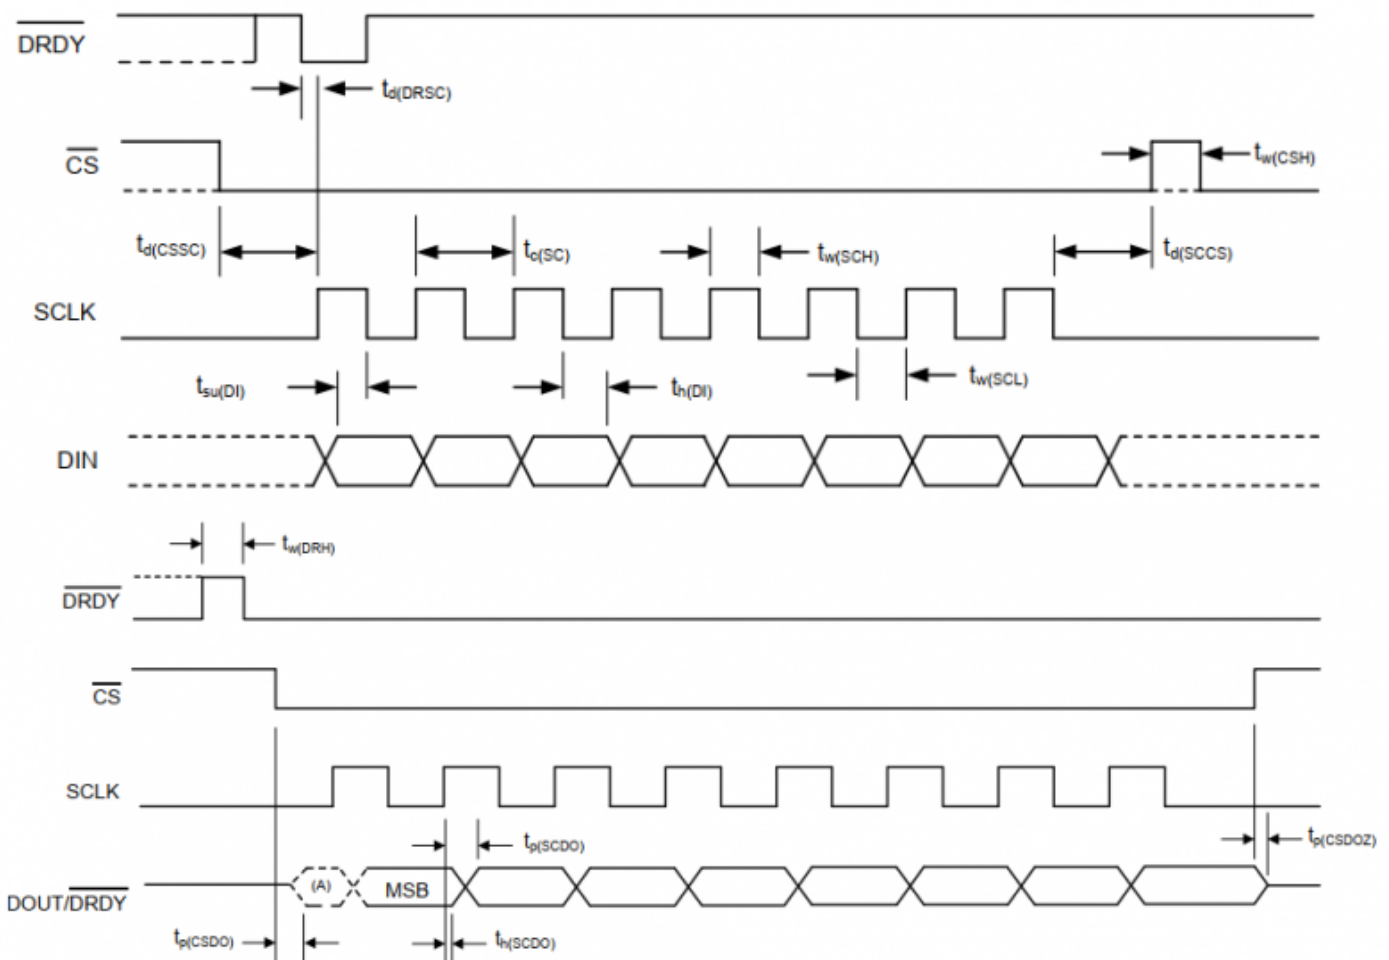 DRDY
td(DRSC)
CS
tw(CSH)
td(CSSC)
tc(SC)
tw(SCH)
td(SCCS)
SCLK
tsu(DI)
th(DI)
tw(SCL)
DIN
tw(DRH)
DRDY
CS
SCLK
tp(SCDO)
tp(CSDOZ)
(A)
MSB
DOUT/DRDY
tp(CSDO)
th(SCDO)